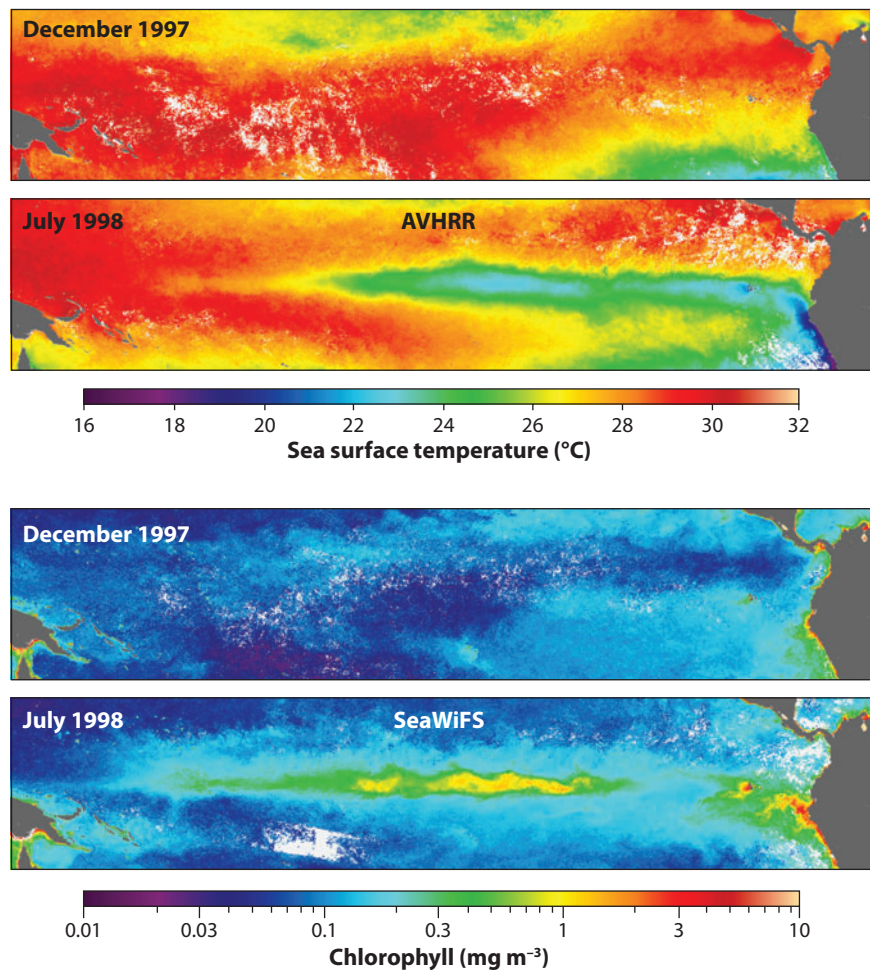 December 1997
July 1998
AVHRR
16 18 20 22 24 26 28 30 32
Sea surface temperature (°C)
December 1997
July 1998
SeaWiFS
0.01 0.03 0.1 0.3 1 3 10
Chlorophyll (mg m⁻³)